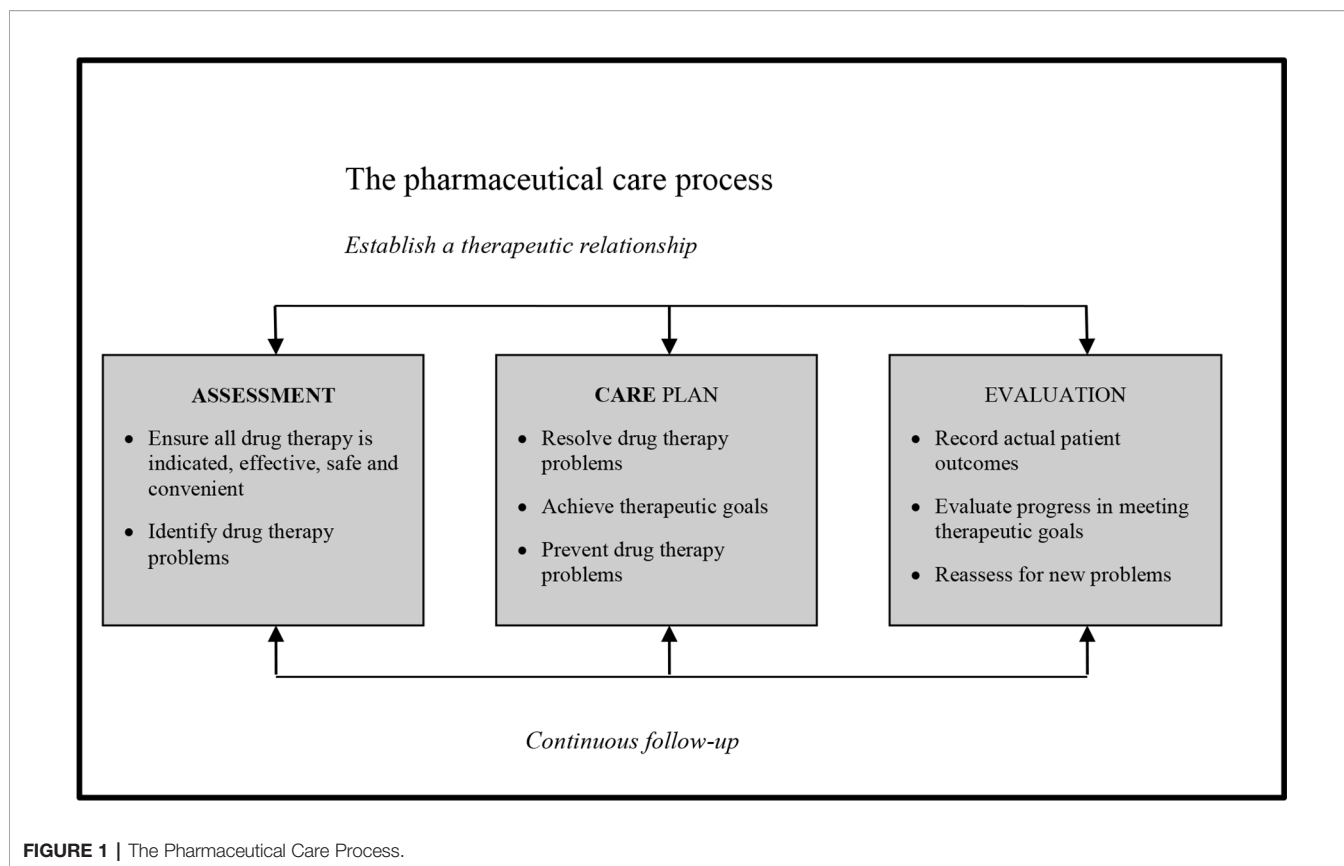 The pharmaceutical care process
Establish a therapeutic relationship
ASSESSMENT
• Ensure all drug therapy is
indicated, effective, safe and
convenient
• Identify drug therapy
problems
CARE PLAN
• Resolve drug therapy
problems
• Achieve therapeutic goals
• Prevent drug therapy
problems
EVALUATION
• Record actual patient
outcomes
• Evaluate progress in meeting
therapeutic goals
• Reassess for new problems
Continuous follow-up
FIGURE 1 | The Pharmaceutical Care Process.